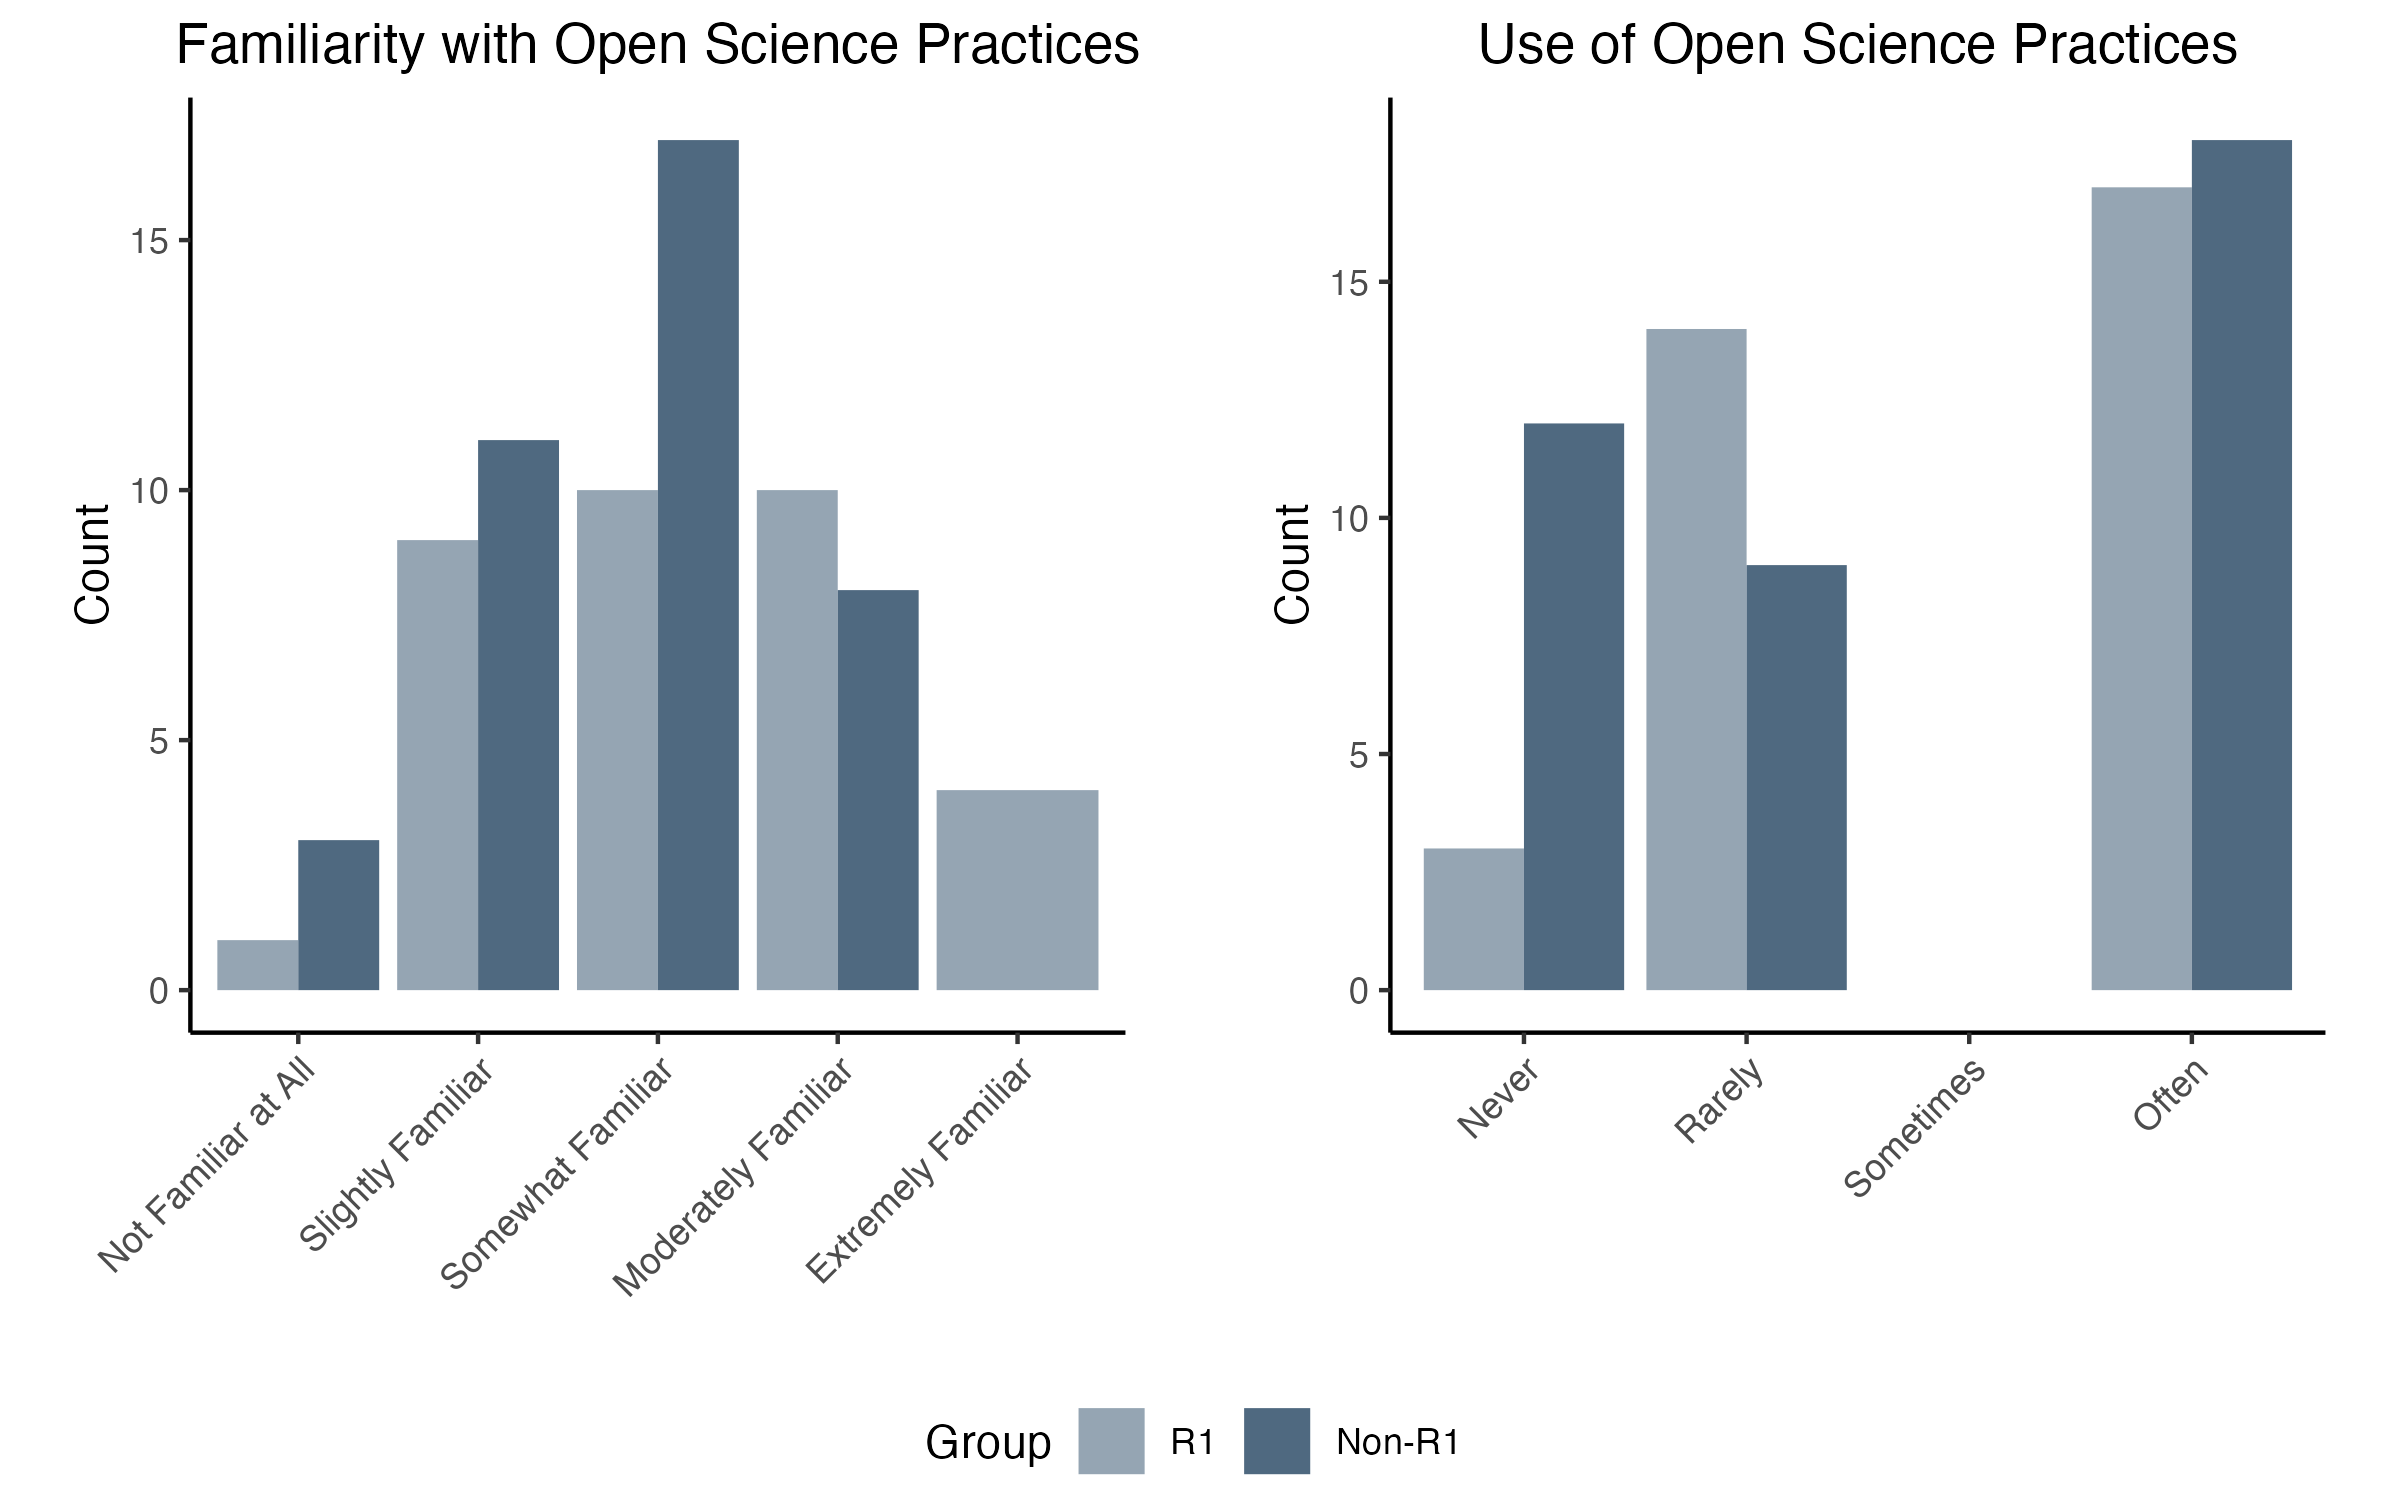 Familiarity with Open Science Practices
Count
15
10
5
0
Not Familiar at All
Slightly Familiar
Somewhat Familiar
Moderately Familiar
Extremely Familiar
Use of Open Science Practices
Count
15
10
5
0
Never
Rarely
Sometimes
Often
Group R1 Non-R1